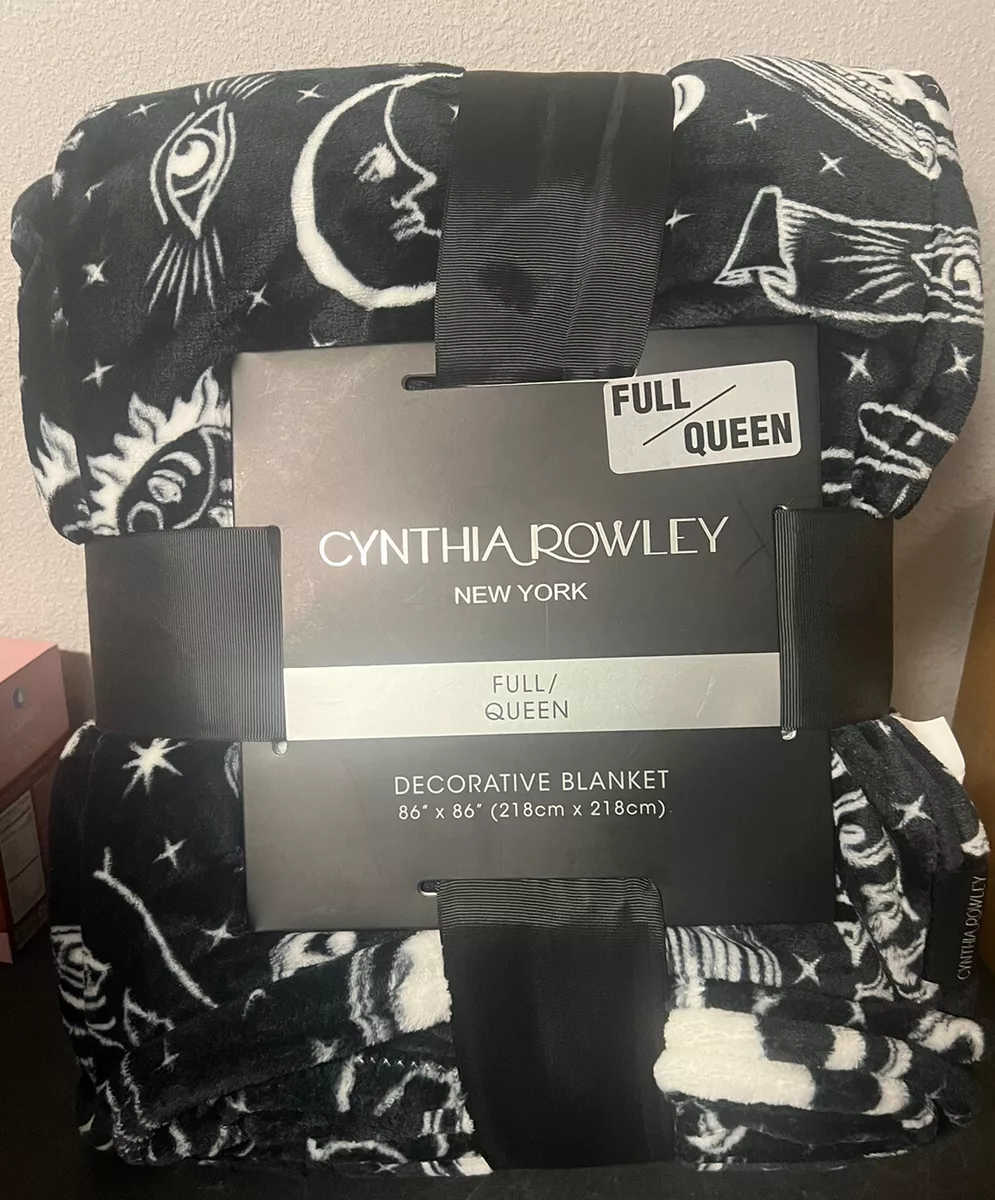 FULL/
QUEEN
CYNTHIA ROWLEY
NEW YORK
FULL/
QUEEN
DECORATIVE BLANKET
86” x 86” (218cm x 218cm)
CYNTHIA ROWLEY